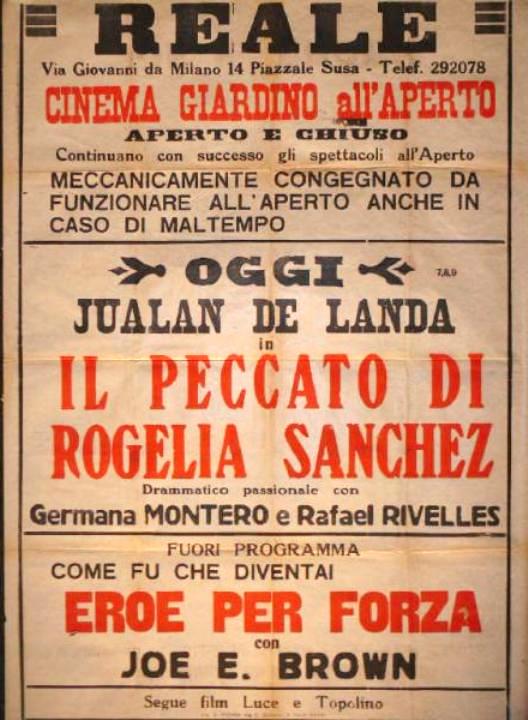 REALE
Via Giovanni da Milano 14 Piazzale Susa - Telef. 292078
CINEMA GIARDINO all'APERTO
APERTO E CHIUSO
Continuano con successo gli spettacoli all'Aperto
MECCANICAMENTE CONGEGNATO DA
FUNZIONARE ALL'APERTO ANCHE IN
CASO DI MALTEMPO
OGGI 7,8,9
JUALAN DE LANDA
in
IL PECCATO DI
ROGELIA SANCHEZ
Drammatico passionale con
Germana MONTERO e Rafael RIVELLES
FUORI PROGRAMMA
COME FU CHE DIVENTAI
EROE PER FORZA
con
JOE E. BROWN
Segue film Luce e Topolino